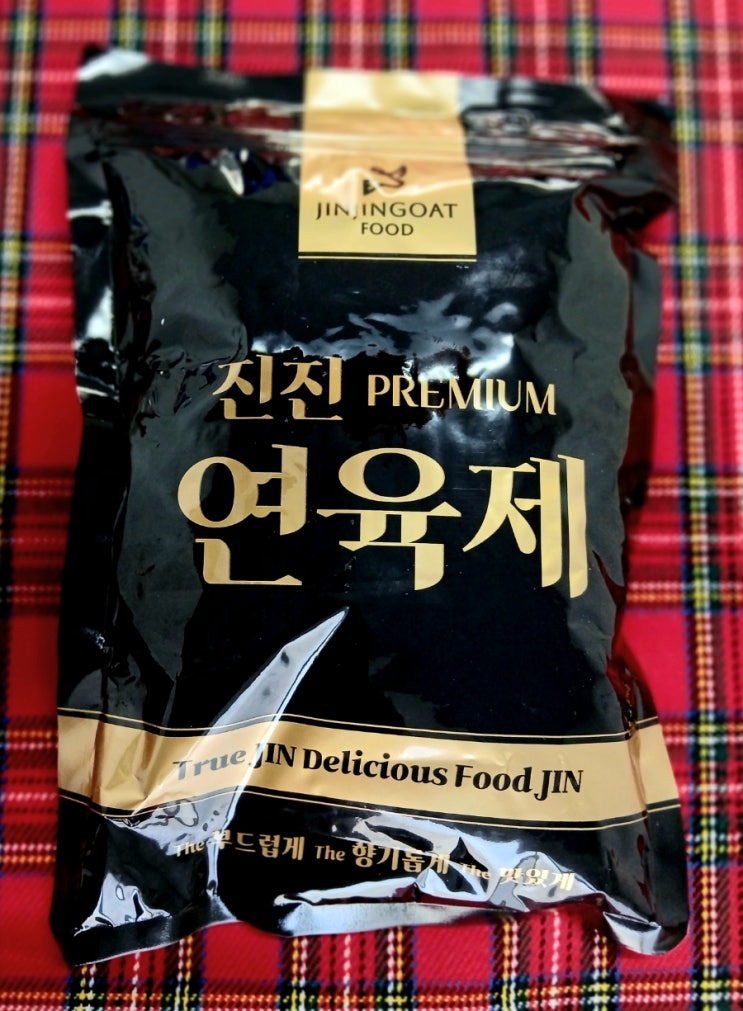 JINJINGOAT
FOOD
진진 PREMIUM
연육제
True JIN Delicious Food JIN
The 부드럽게 The 향기롭게 The 맛있게